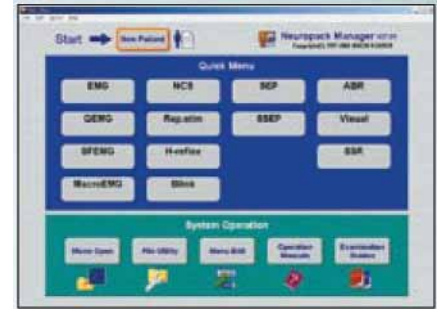 Start New Patient Neuropack Manager
Quick Menu
EMG NCS SEP ABR
QEMG Rep.stim SSEP Visual
SFEMG H-reflex SSR
MacroEMG Blink
System Operation
Menu Open File Utility Menu Edit Operation Manuals Examination Guides